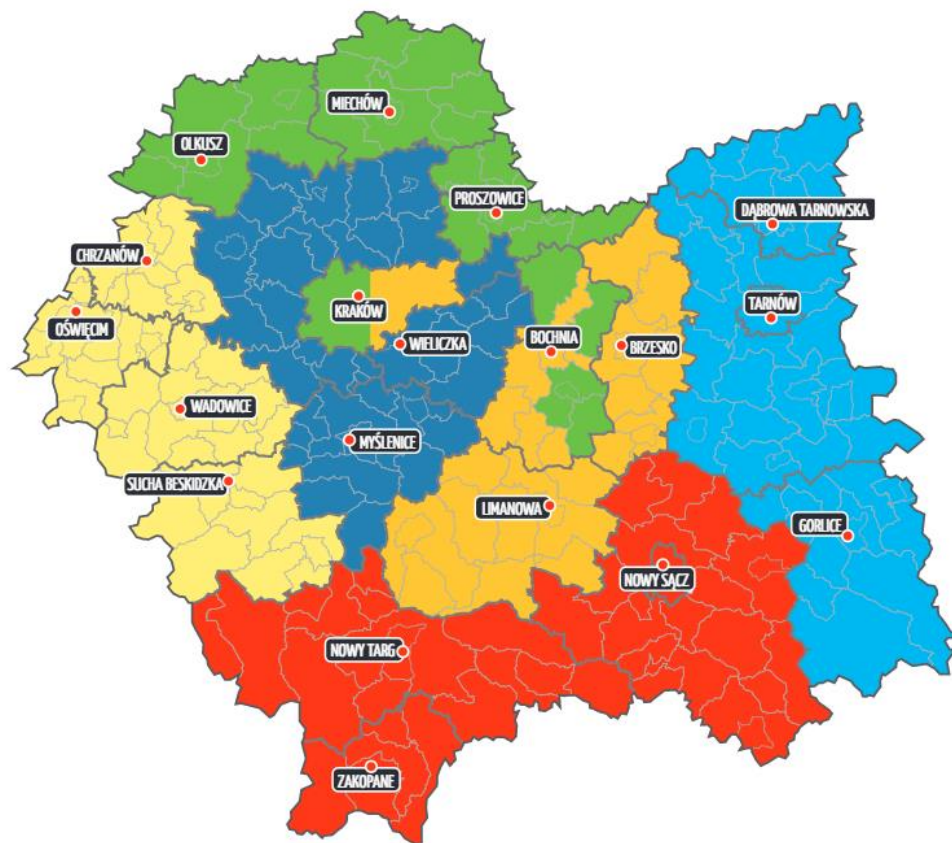 MIECHÓW
OLKUSZ
PROSZOWICE
DĄBROWA TARNOWSKA
CHRZANÓW
KRAKÓW
TARNÓW
OŚWIĘCIM
WIELICZKA
BOCHNIA
BRZESKO
WADOWICE
MYŚLENICE
SUCHA BESKIDZKA
LIMANOWA
GORLICE
NOWY SĄCZ
NOWY TARG
ZAKOPANE